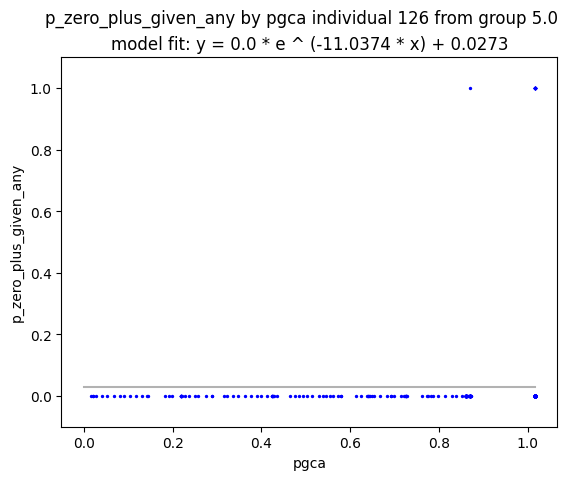 p_zero_plus_given_any by pgca individual 126 from group 5.0
model fit: y = 0.0 * e ^ (-11.0374 * x) + 0.0273
1.0
0.8
0.6
0.4
0.2
0.0
p_zero_plus_given_any
0.0 0.2 0.4 0.6 0.8 1.0
pgca